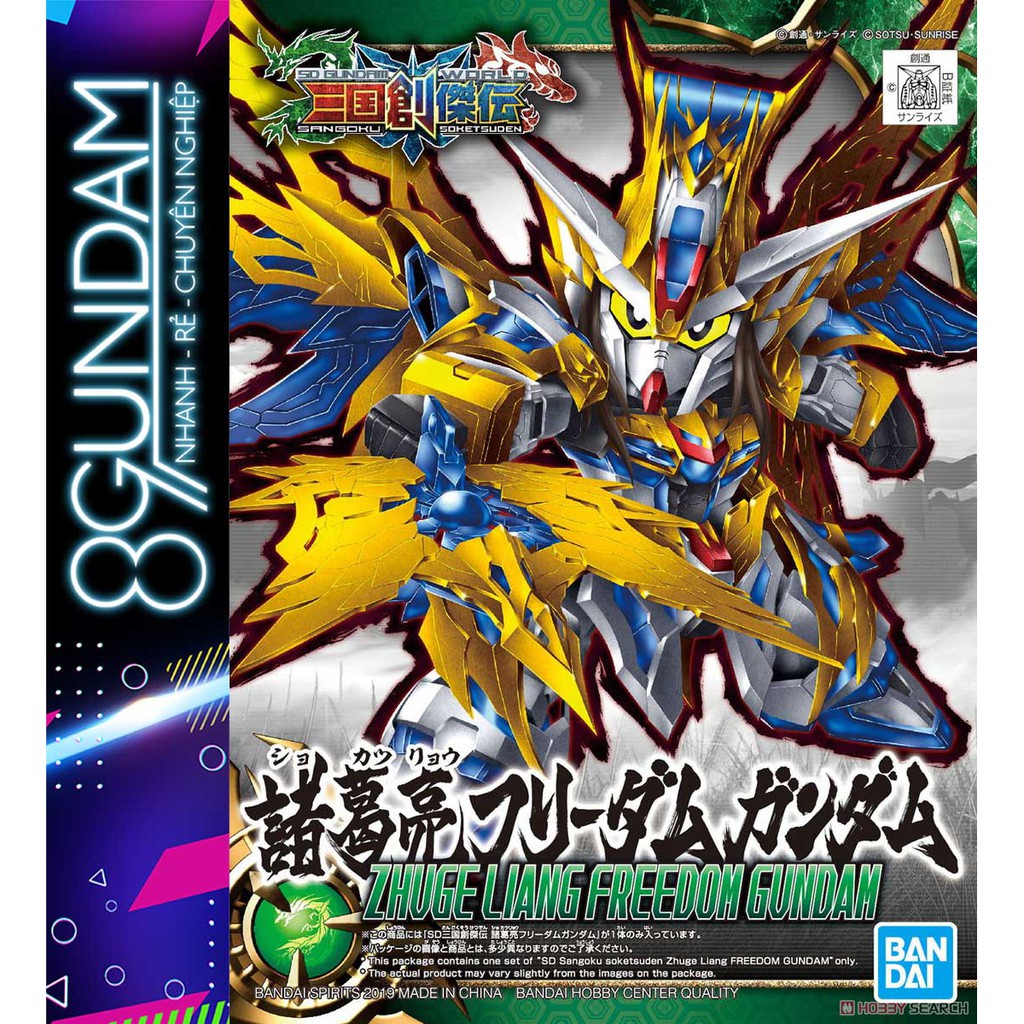 8GUNDAM
NHANH - RẺ - CHUYÊN NGHIỆP
©創通・サンライズ ©SOTSU・SUNRISE
SD GUNDAM WORLD
三国創傑伝
SANGOKU SOKETSUDEN
創通
©
サンライズ
日証紙
ショ カツ リョウ
諸葛亮フリーダムガンダム
ZHUGE LIANG FREEDOM GUNDAM
※この商品には「SD三国創傑伝 諸葛亮フリーダムガンダム」が1体のみ入っています。
※パッケージの画像と商品とは、多少異なりますのでご了承ください。
* This package contains one set of "SD Sangoku soketsuden Zhuge Liang FREEDOM GUNDAM" only.
* The actual product may vary slightly from the images on the package.
BANDAI SPIRITS 2019 MADE IN CHINA BANDAI HOBBY CENTER QUALITY
BAN
DAI
HOBBY SEARCH